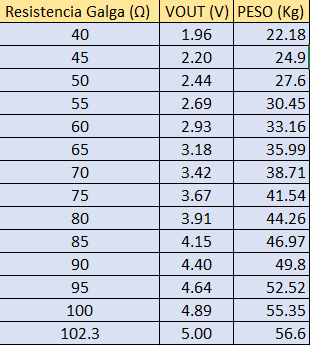 Resistencia Galga (Ω) VOUT (V) PESO (Kg)
40 1.96 22.18
45 2.20 24.9
50 2.44 27.6
55 2.69 30.45
60 2.93 33.16
65 3.18 35.99
70 3.42 38.71
75 3.67 41.54
80 3.91 44.26
85 4.15 46.97
90 4.40 49.8
95 4.64 52.52
100 4.89 55.35
102.3 5.00 56.6